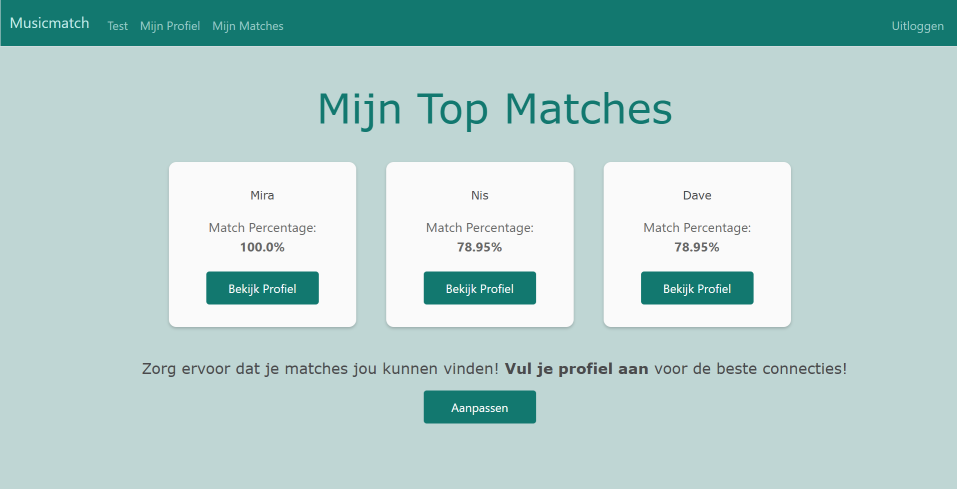 Musicmatch Test Mijn Profiel Mijn Matches Uitloggen
Mijn Top Matches
Mira
Match Percentage:
100.0%
Bekijk Profiel
Nis
Match Percentage:
78.95%
Bekijk Profiel
Dave
Match Percentage:
78.95%
Bekijk Profiel
Zorg ervoor dat je matches jou kunnen vinden! Vul je profiel aan voor de beste connecties!
Aanpassen